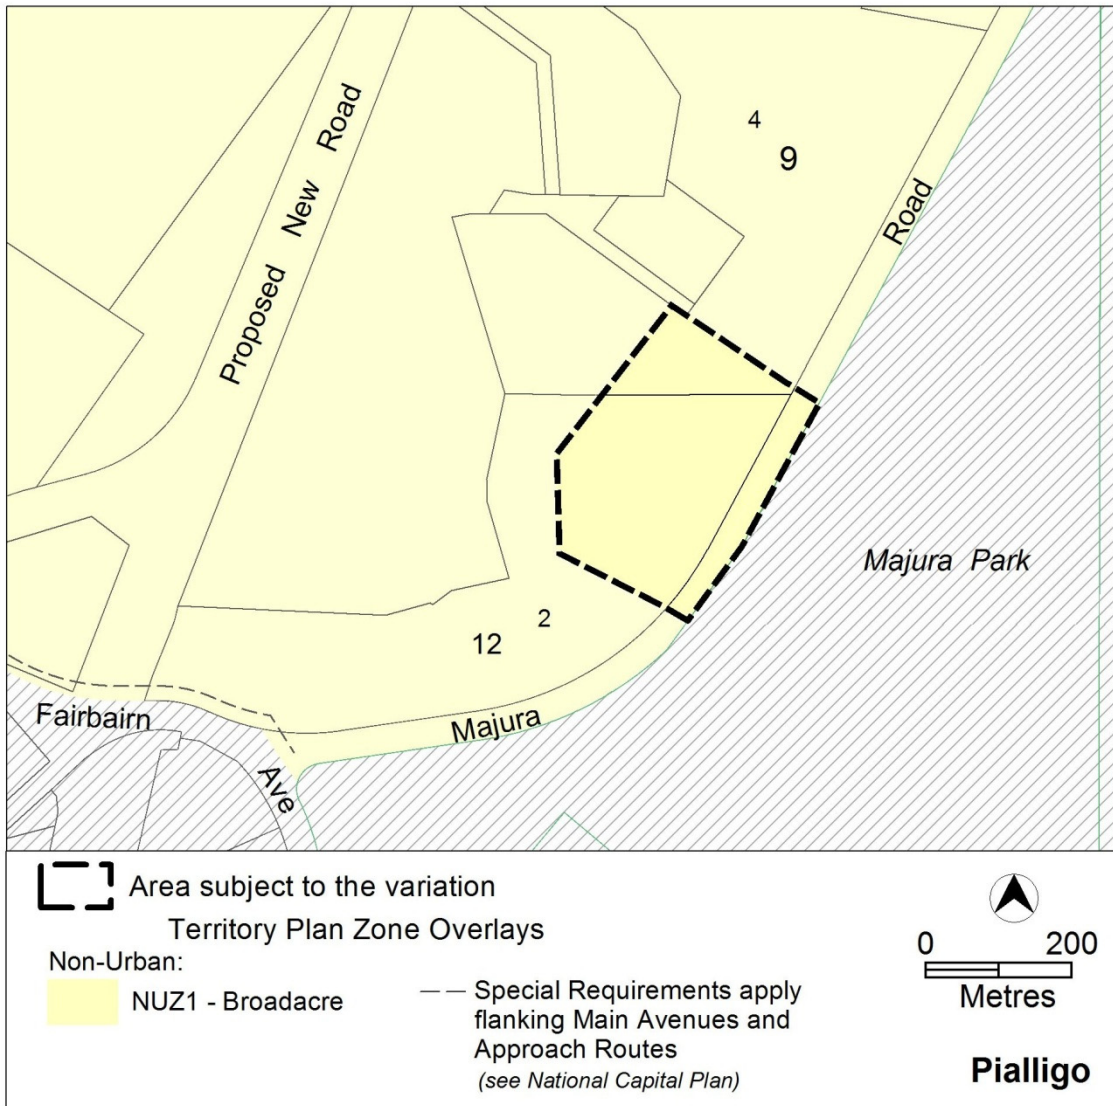 4
9
Proposed New Road
Road
Majura Park
2
12
Fairbairn
Ave
Majura
Area subject to the variation
Territory Plan Zone Overlays
Non-Urban:
NUZ1 - Broadacre
Special Requirements apply
flanking Main Avenues and
Approach Routes
(see National Capital Plan)
0 200
Metres
Pialligo